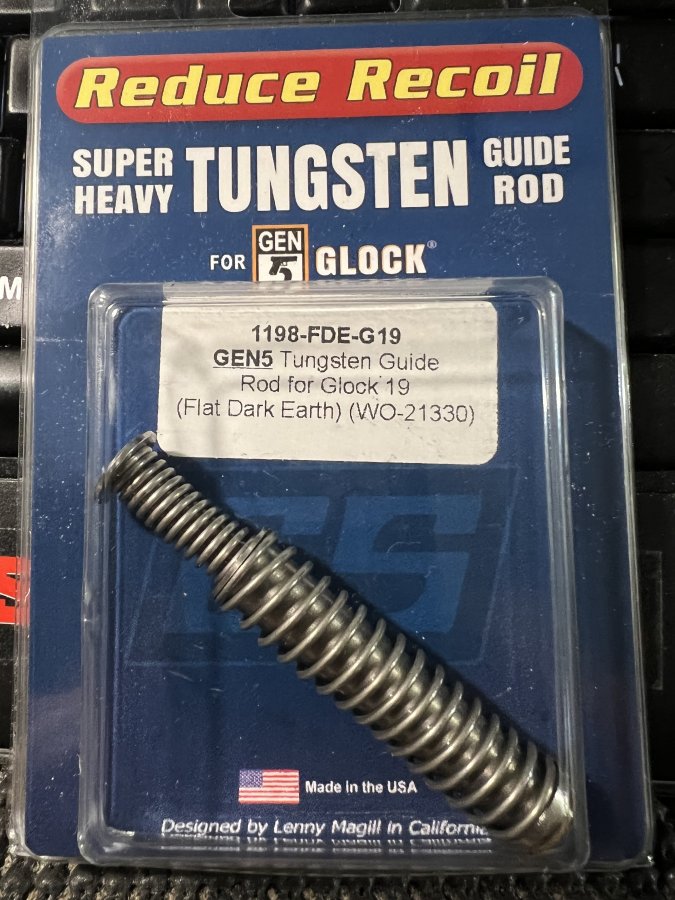 Reduce Recoil
SUPER HEAVY TUNGSTEN GUIDE ROD
FOR GEN 5 GLOCK®
1198-FDE-G19
GEN5 Tungsten Guide
Rod for Glock 19
(Flat Dark Earth) (WO-21330)
GS
Made in the USA
Designed by Lenny Magill in California
M